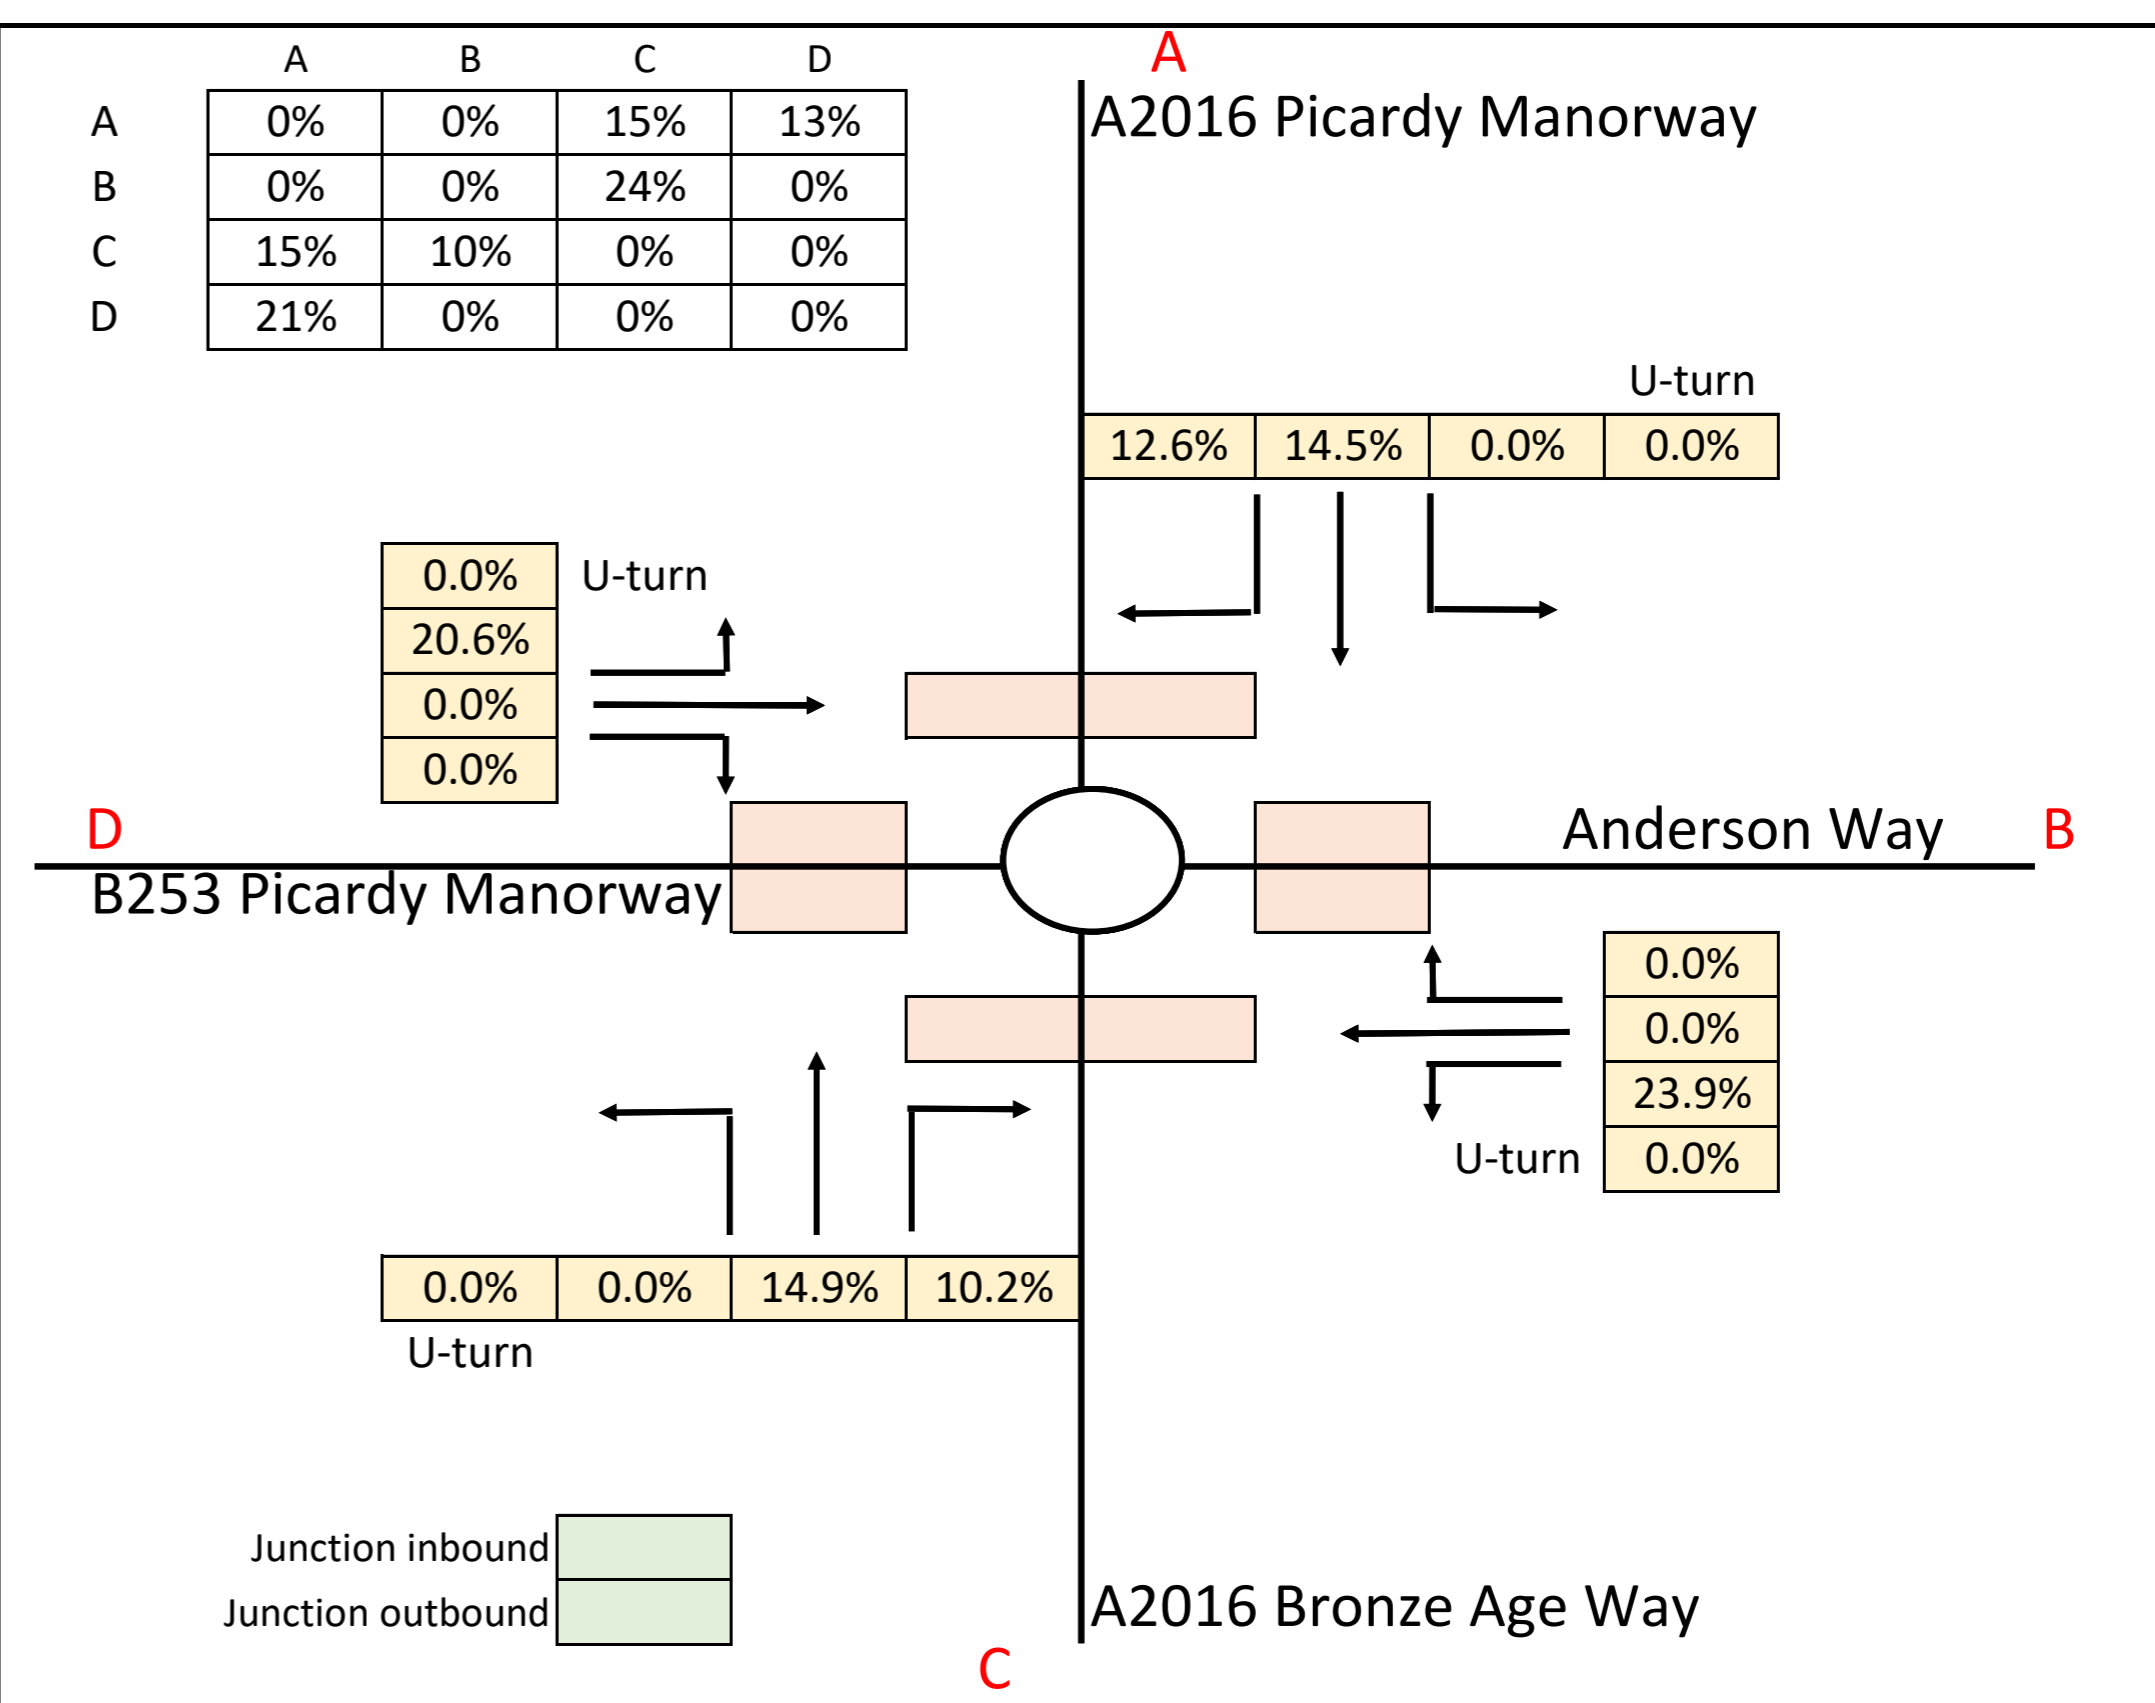 A
A B C D
A2016 Picardy Manorway
A 0% 0% 15% 13%
B 0% 0% 24% 0%
C 15% 10% 0% 0%
D 21% 0% 0% 0%
U-turn
12.6% 14.5% 0.0% 0.0%
0.0% U-turn
20.6%
0.0%
0.0%
D
Anderson Way B
B253 Picardy Manorway
0.0%
0.0%
23.9%
U-turn 0.0%
0.0% 0.0% 14.9% 10.2%
U-turn
Junction inbound
Junction outbound
A2016 Bronze Age Way
C